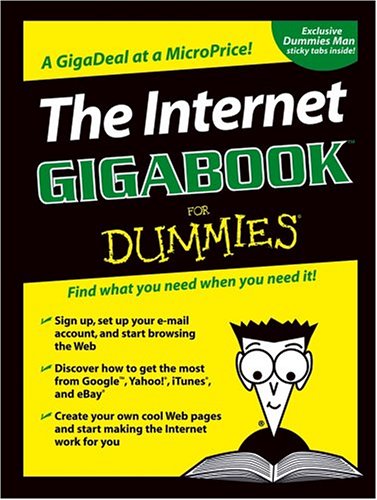 Exclusive
Dummies Man
sticky tabs inside!
A GigaDeal at a MicroPrice!
The Internet
GIGABOOK™
FOR
DUMMIES®
Find what you need when you need it!
Sign up, set up your e-mail
account, and start browsing
the Web
Discover how to get the most
from Google™, Yahoo!®, iTunes®,
and eBay®
Create your own cool Web pages
and start making the Internet
work for you
®